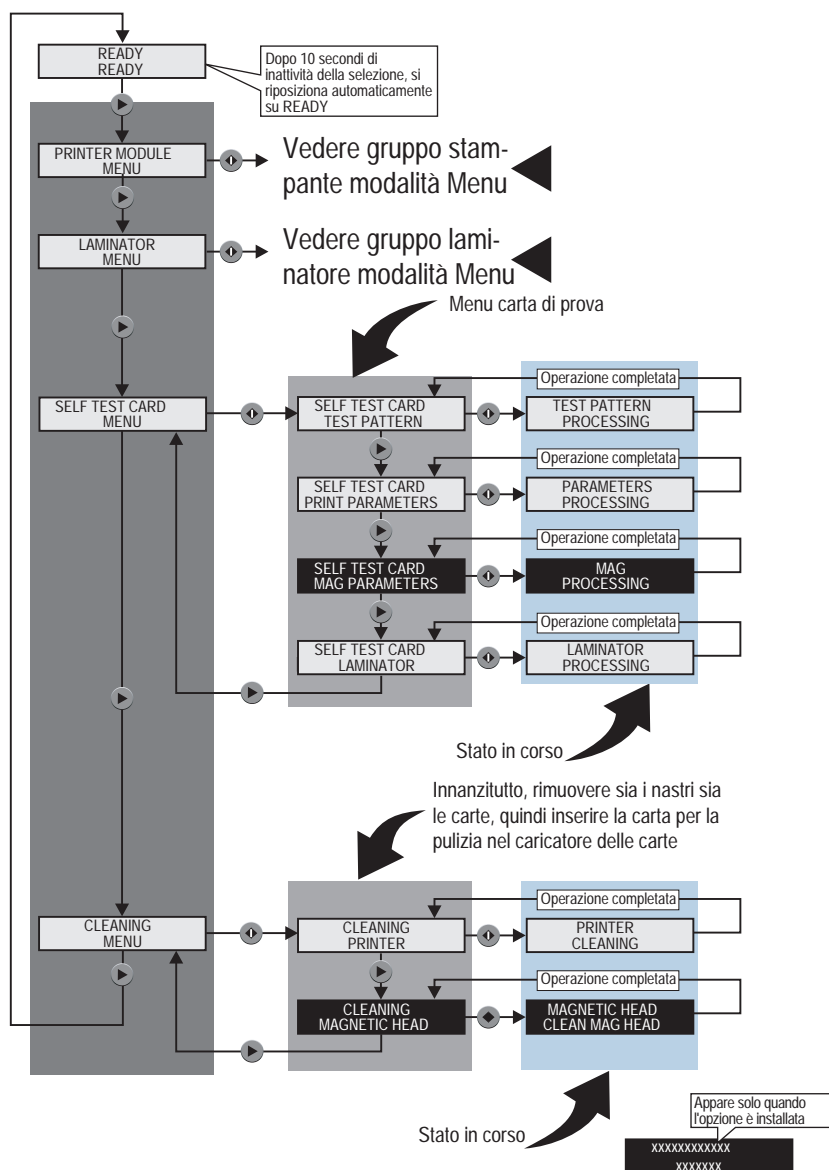 READY
READY
Dopo 10 secondi di
inattività della selezione, si
riposiziona automaticamente
su READY
PRINTER MODULE
MENU
Vedere gruppo stam-
pante modalità Menu
LAMINATOR
MENU
Vedere gruppo lami-
natore modalità Menu
Menu carta di prova
SELF TEST CARD
MENU
SELF TEST CARD
TEST PATTERN
Operazione completata
TEST PATTERN
PROCESSING
SELF TEST CARD
PRINT PARAMETERS
Operazione completata
PARAMETERS
PROCESSING
SELF TEST CARD
MAG PARAMETERS
Operazione completata
MAG
PROCESSING
SELF TEST CARD
LAMINATOR
Operazione completata
LAMINATOR
PROCESSING
Stato in corso
Innanzitutto, rimuovere sia i nastri sia
le carte, quindi inserire la carta per la
pulizia nel caricatore delle carte
CLEANING
MENU
CLEANING
PRINTER
Operazione completata
PRINTER
CLEANING
CLEANING
MAGNETIC HEAD
Operazione completata
MAGNETIC HEAD
CLEAN MAG HEAD
Stato in corso
Appare solo quando
l'opzione è installata
XXXXXXXXXXXX
XXXXXXX